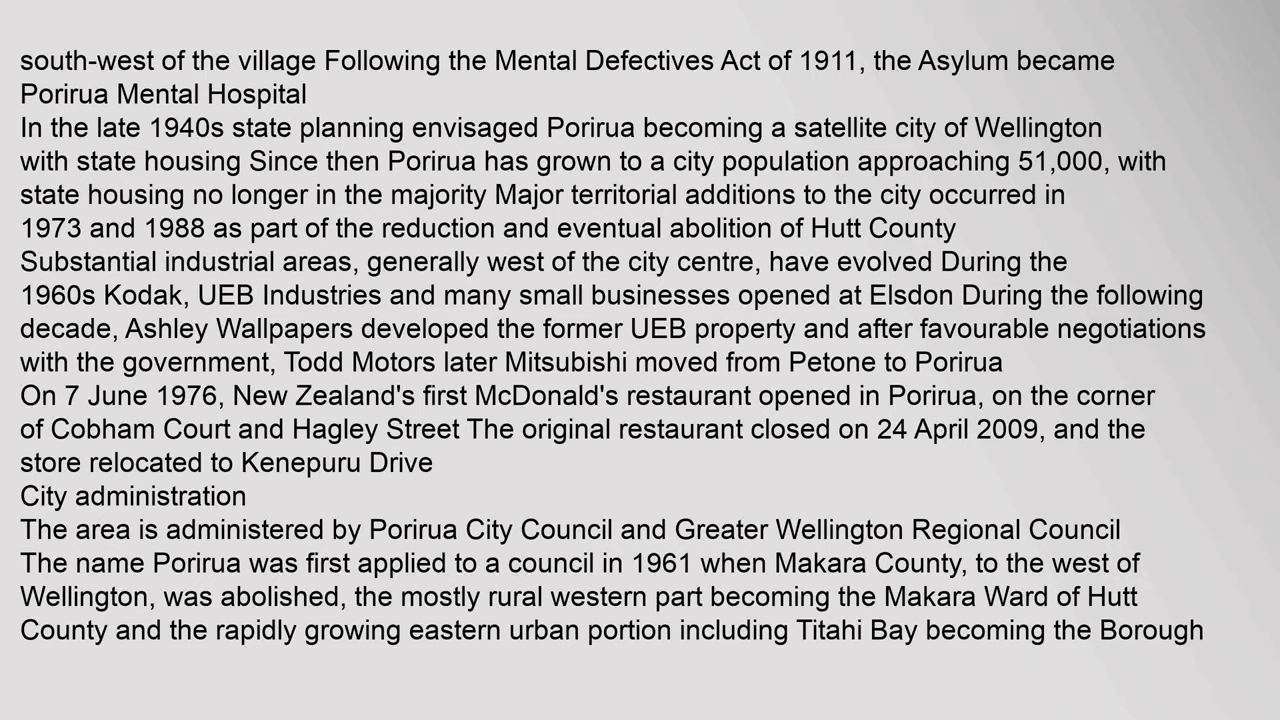 south-west of the village Following the Mental Defectives Act of 1911, the Asylum became
Porirua Mental Hospital
In the late 1940s state planning envisaged Porirua becoming a satellite city of Wellington
with state housing Since then Porirua has grown to a city population approaching 51,000, with
state housing no longer in the majority Major territorial additions to the city occurred in
1973 and 1988 as part of the reduction and eventual abolition of Hutt County
Substantial industrial areas, generally west of the city centre, have evolved During the
1960s Kodak, UEB Industries and many small businesses opened at Elsdon During the following
decade, Ashley Wallpapers developed the former UEB property and after favourable negotiations
with the government, Todd Motors later Mitsubishi moved from Petone to Porirua
On 7 June 1976, New Zealand's first McDonald's restaurant opened in Porirua, on the corner
of Cobham Court and Hagley Street The original restaurant closed on 24 April 2009, and the
store relocated to Kenepuru Drive
City administration
The area is administered by Porirua City Council and Greater Wellington Regional Council
The name Porirua was first applied to a council in 1961 when Makara County, to the west of
Wellington, was abolished, the mostly rural western part becoming the Makara Ward of Hutt
County and the rapidly growing eastern urban portion including Titahi Bay becoming the Borough